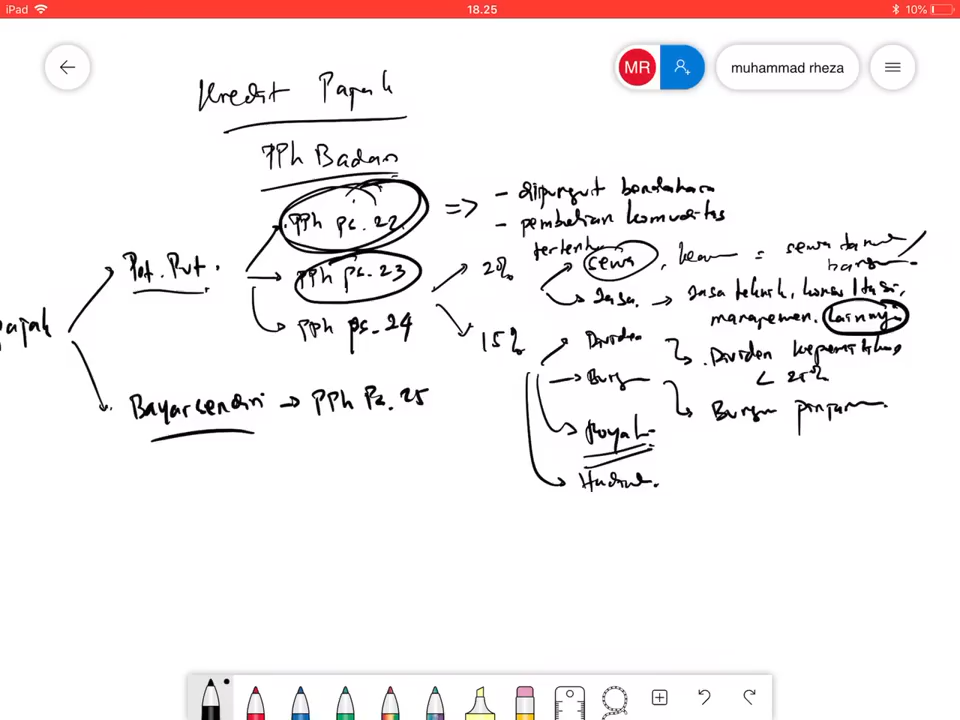 iPad 18.25 10%
MR muhammad rheza
Kredit Pajak
PPh Badan
PPh ps. 22 => - dipungut bendahara
- pembelian komoditas
tertentu
Pot. Put. PPh ps. 23 20% sewa, = sewa
Jasa. → Jasa teknik, konsultasi,
manajemen. Lainnya
PPh ps. 24 15% Dividen Dividen kepemilikan
< 25%
Bunga Bunga pinjaman.
Pajak
Bayar sendiri → PPh Ps. 25
Royalti
Hadiah.